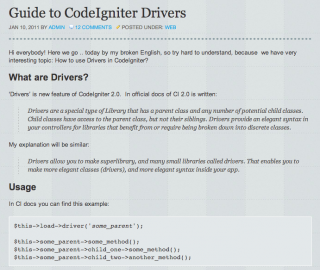 Guide to CodeIgniter Drivers
JAN 10, 2011 BY ADMIN 12 COMMENTS POSTED UNDER: WEB
Hi everybody! Here we go .. today by my broken English, so try hard to understand, because we have very
interesting topic: How to use Drivers in CodeIgniter?
What are Drivers?
'Drivers' is new feature of CodeIgniter 2.0. In official docs of CI 2.0 is written:
Drivers are a special type of Library that has a parent class and any number of potential child classes.
Child classes have access to the parent class, but not their siblings. Drivers provide an elegant syntax in
your controllers for libraries that benefit from or require being broken down into discrete classes.
My explanation will be similar:
Drivers allow you to make superlibrary, and many small libraries called drivers. That enables you to
make more elegant classes (drivers), and more elegant syntax inside your app.
Usage
In CI docs you can find this example:
$this->load->driver('some_parent');
$this->some_parent->some_method();
$this->some_parent->child_one->some_method();
$this->some_parent->child_two->another_method();